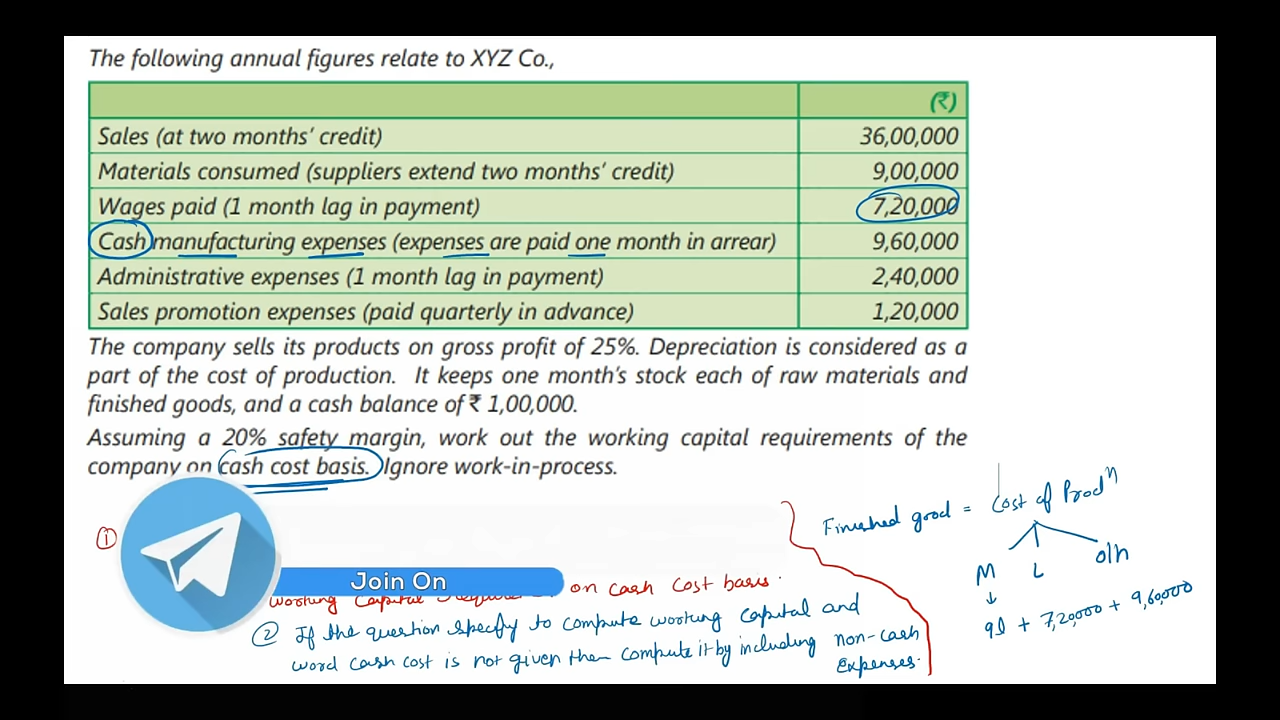 The following annual figures relate to XYZ Co.,
(₹)
Sales (at two months' credit) 36,00,000
Materials consumed (suppliers extend two months' credit) 9,00,000
Wages paid (1 month lag in payment) 7,20,000
Cash manufacturing expenses (expenses are paid one month in arrear) 9,60,000
Administrative expenses (1 month lag in payment) 2,40,000
Sales promotion expenses (paid quarterly in advance) 1,20,000
The company sells its products on gross profit of 25%. Depreciation is considered as a
part of the cost of production. It keeps one month's stock each of raw materials and
finished goods, and a cash balance of ₹ 1,00,000.
Assuming a 20% safety margin, work out the working capital requirements of the
company on cash cost basis. Ignore work-in-process.
Finished good = Cost of Prodⁿ
M L o/h
↓
9l + 7,20,000 + 9,60,000
①
Join On
Working Capital on cash cost basis.
② If the question specify to compute working capital and
word cash cost is not given then compute it by including non-cash
Expenses.